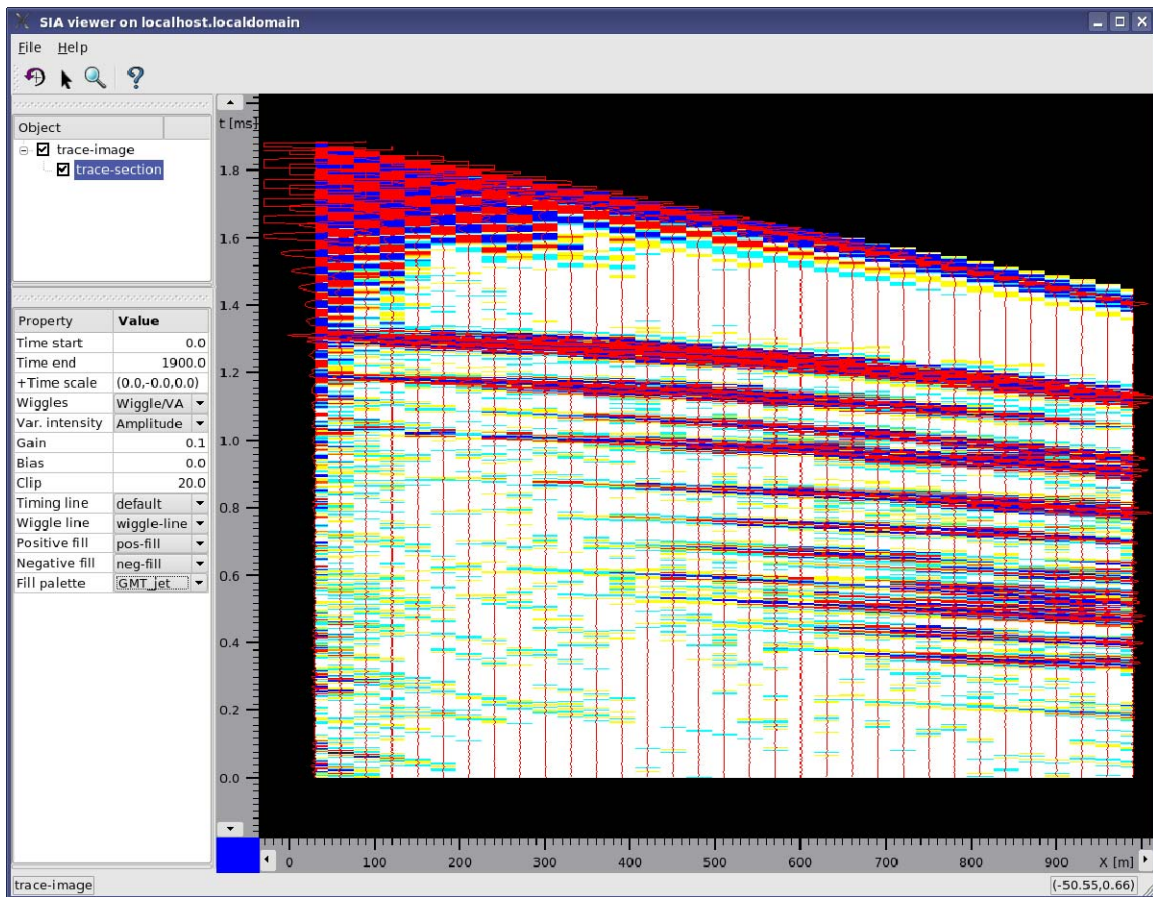 SIA viewer on localhost.localdomain
File Help
Object
trace-image
trace-section
Property Value
Time start 0.0
Time end 1900.0
+Time scale (0.0,-0.0,0.0)
Wiggles Wiggle/VA
Var. intensity Amplitude
Gain 0.1
Bias 0.0
Clip 20.0
Timing line default
Wiggle line wiggle-line
Positive fill pos-fill
Negative fill neg-fill
Fill palette GMT_jet
t [ms]
1.8
1.6
1.4
1.2
1.0
0.8
0.6
0.4
0.2
0.0
0 100 200 300 400 500 600 700 800 900 X [m]
trace-image (-50.55,0.66)